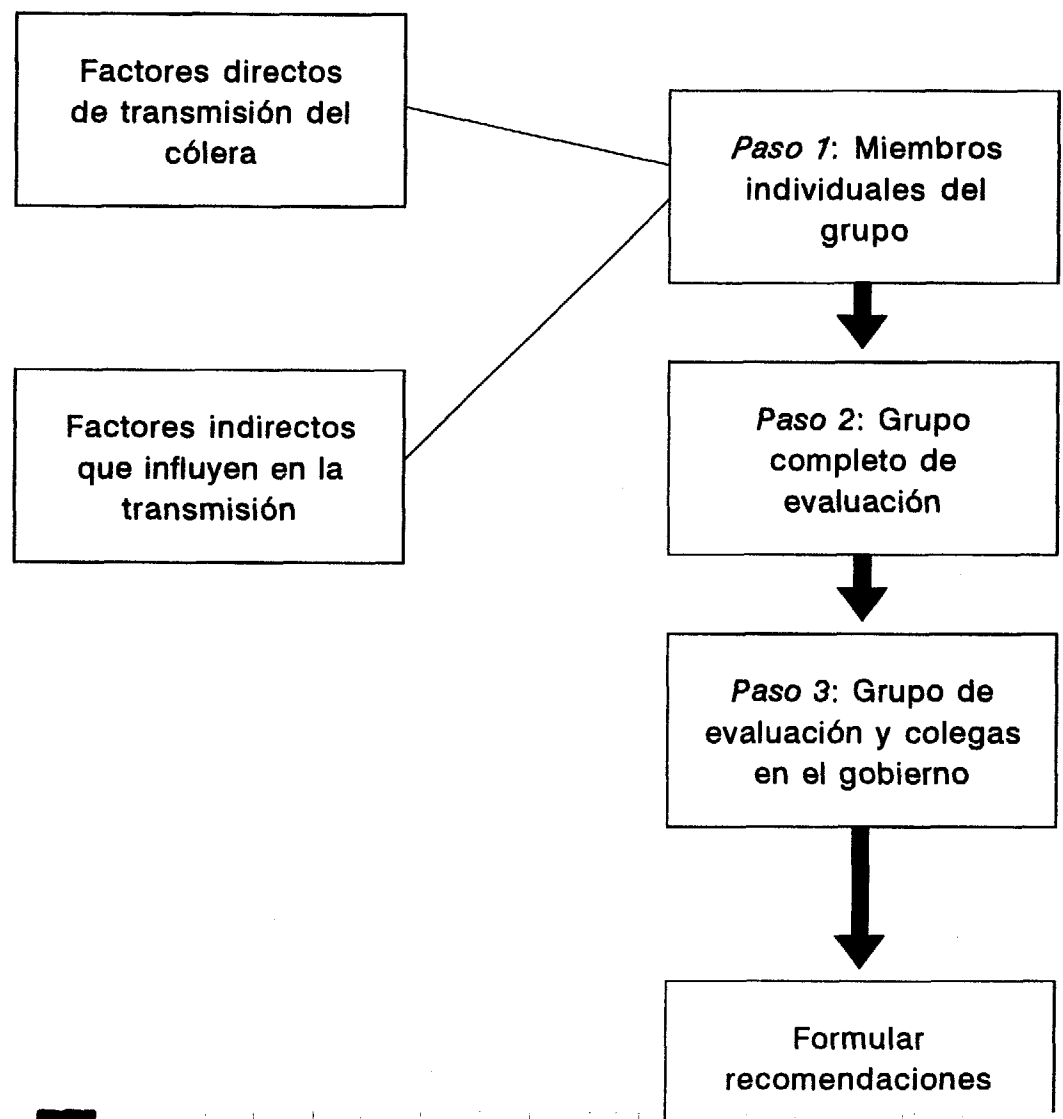 Factores directos
de transmisión del
cólera
Paso 1: Miembros
individuales del
grupo
Factores indirectos
que influyen en la
transmisión
Paso 2: Grupo
completo de
evaluación
Paso 3: Grupo de
evaluación y colegas
en el gobierno
Formular
recomendaciones